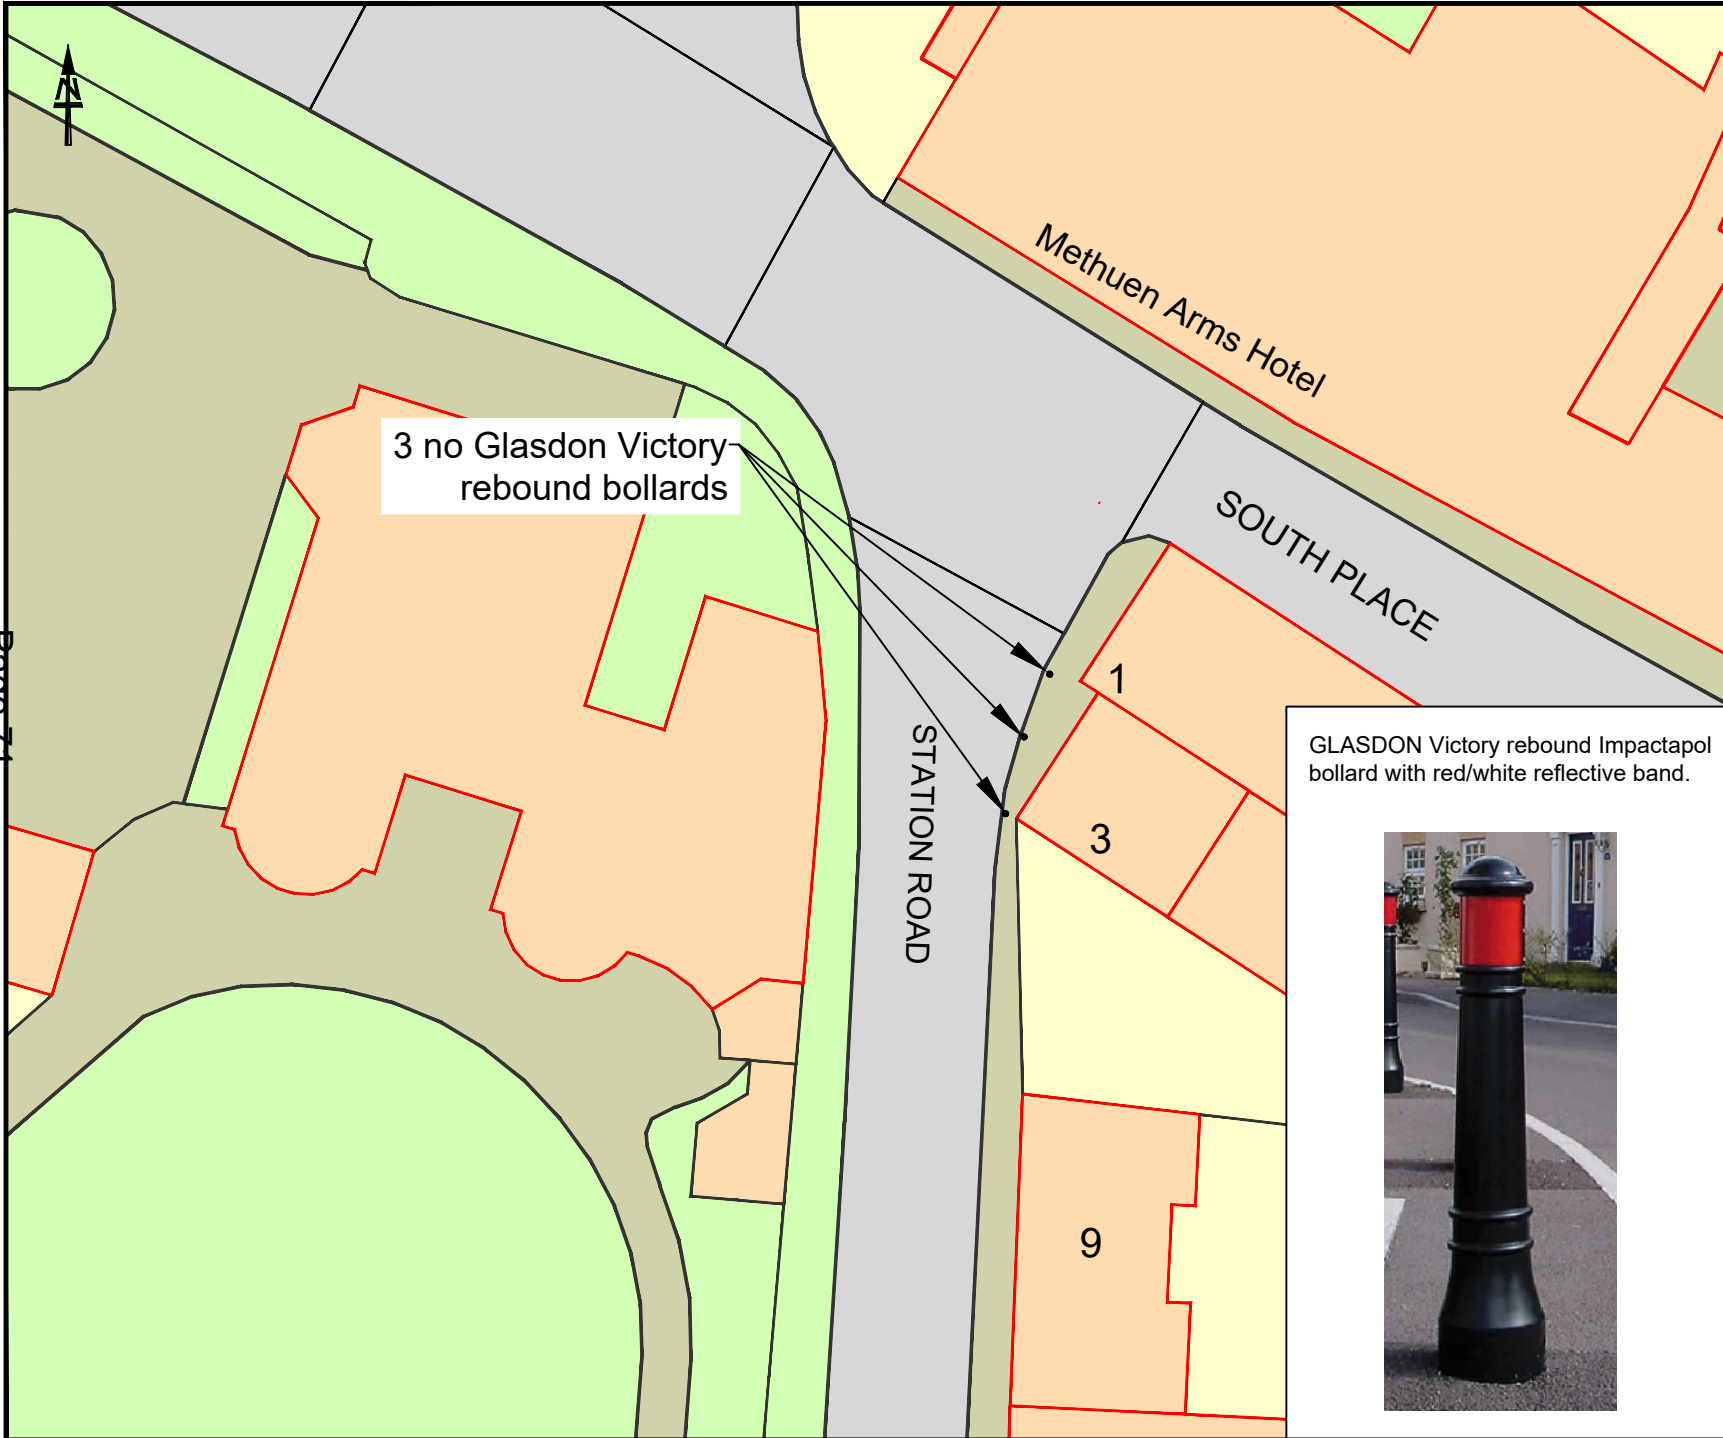 N
Methuen Arms Hotel
3 no Glasdon Victory
rebound bollards
SOUTH PLACE
1
STATION ROAD
3
9
GLASDON Victory rebound Impactapol
bollard with red/white reflective band.